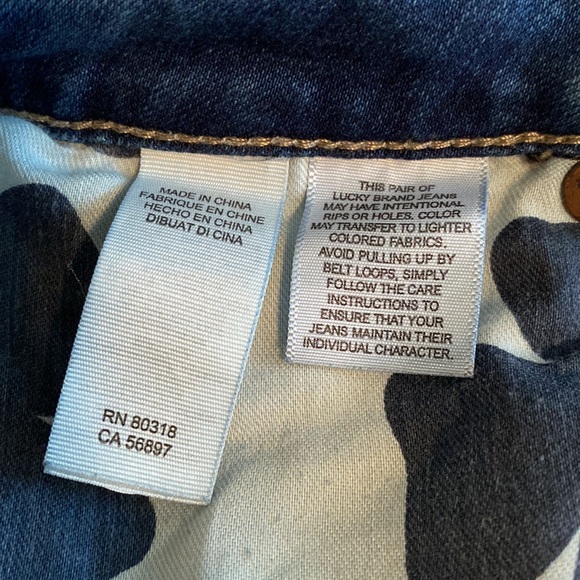 MADE IN CHINA
FABRIQUE EN CHINE
HECHO EN CHINA
DIBUAT DI CINA
RN 80318
CA 56897
THIS PAIR OF
LUCKY BRAND JEANS
MAY HAVE INTENTIONAL
RIPS OR HOLES. COLOR
MAY TRANSFER TO LIGHTER
COLORED FABRICS.
AVOID PULLING UP BY
BELT LOOPS, SIMPLY
FOLLOW THE CARE
INSTRUCTIONS TO
ENSURE THAT YOUR
JEANS MAINTAIN THEIR
INDIVIDUAL CHARACTER.